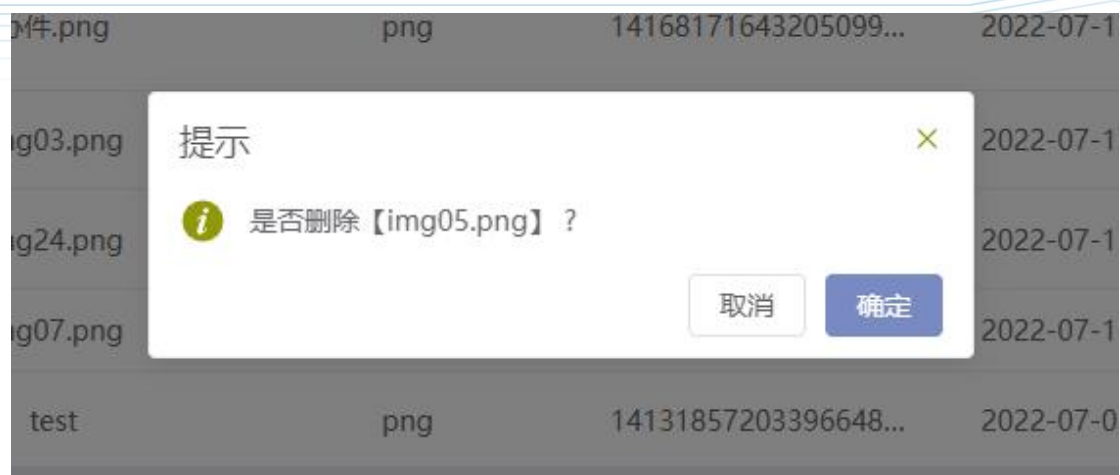 件.png png 14168171643205099... 2022-07-1
提示
g03.png 2022-07-1
是否删除【img05.png】?
g24.png 2022-07-1
取消 确定
g07.png 2022-07-1
test png 14131857203396648... 2022-07-0